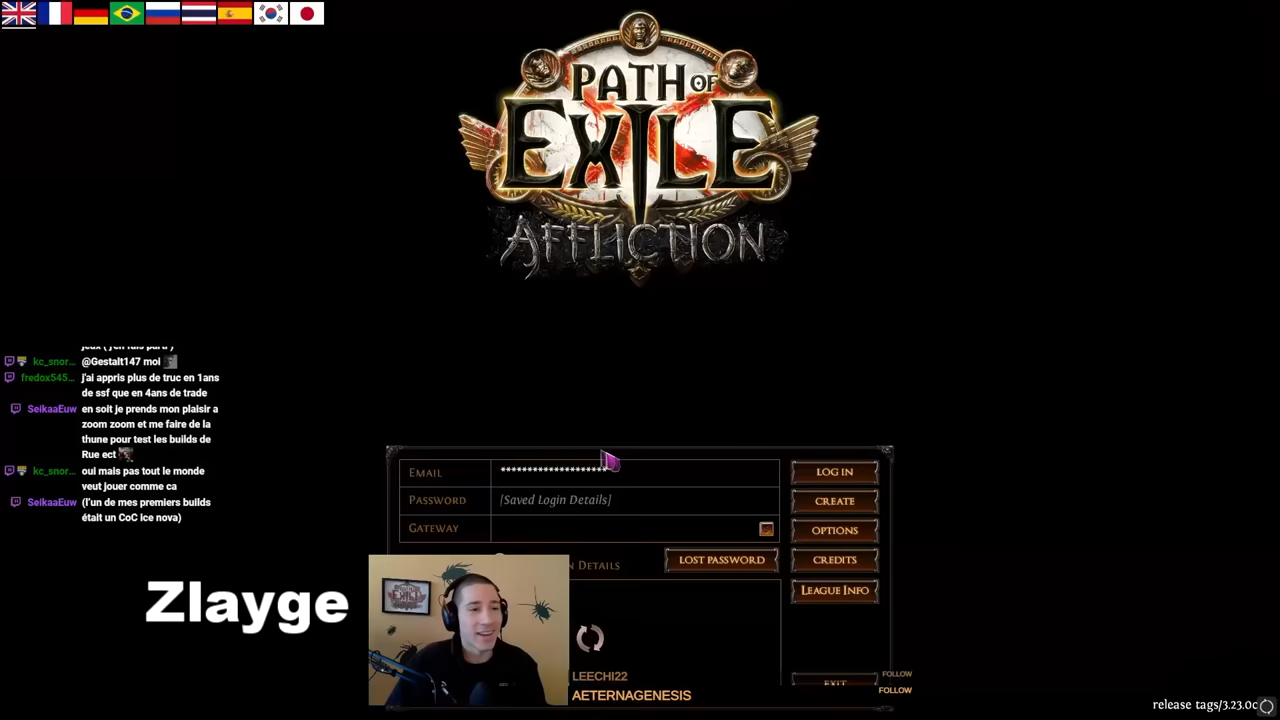 PATH OF
EXILE
AFFLICTION
@Gestalt147 moi
kc_snor...
fredox545...
j'ai appris plus de truc en 1ans
de ssf que en 4ans de trade
SeikaaEuw
en soit je prends mon plaisir a
zoom zoom et me faire de la
thune pour test les builds de
Rue ect
kc_snor...
oui mais pas tout le monde
veut jouer comme ca
SeikaaEuw
(l'un de mes premiers builds
était un CoC Ice nova)
EMAIL
********************
PASSWORD
[Saved Login Details]
GATEWAY
N DETAILS
LOST PASSWORD
LOG IN
CREATE
OPTIONS
CREDITS
LEAGUE INFO
EXIT
Zlayge
LEECHI22
FOLLOW
AETERNAGENESIS
FOLLOW
release tags/3.23.0c